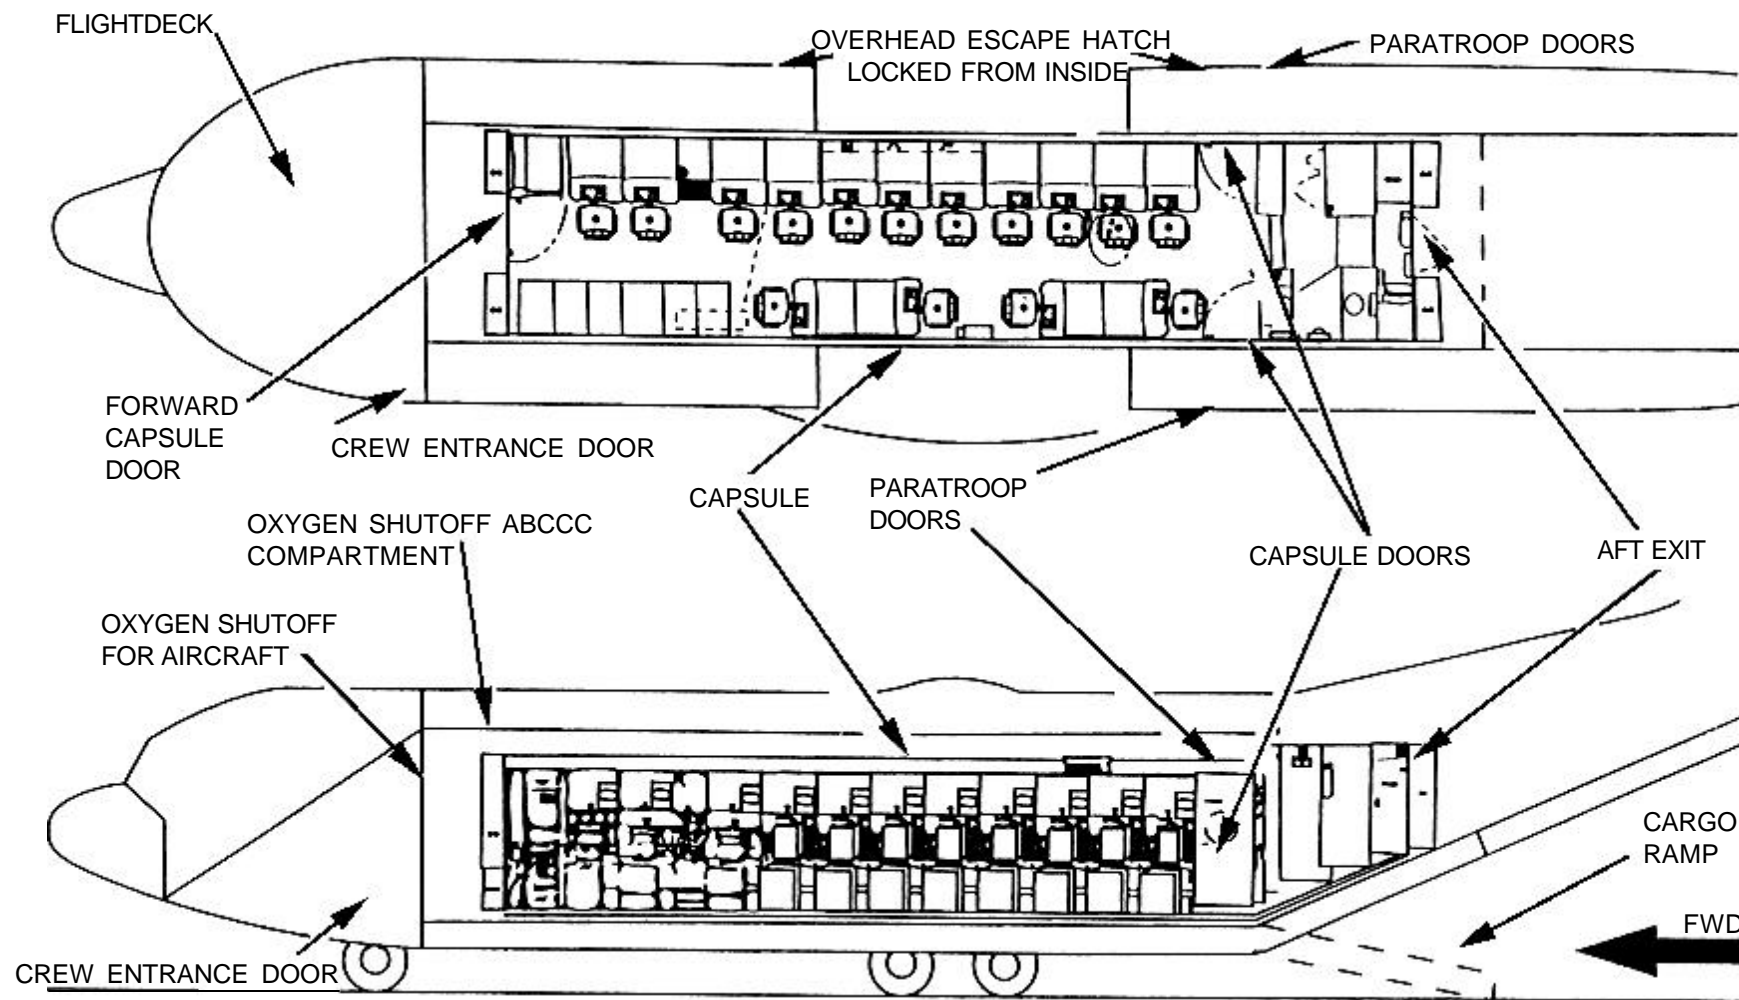 FLIGHTDECK
OVERHEAD ESCAPE HATCH
LOCKED FROM INSIDE
PARATROOP DOORS
FORWARD
CAPSULE
DOOR
CREW ENTRANCE DOOR
CAPSULE
PARATROOP
DOORS
OXYGEN SHUTOFF ABCCC
COMPARTMENT
CAPSULE DOORS
AFT EXIT
OXYGEN SHUTOFF
FOR AIRCRAFT
CARGO
RAMP
FWD
CREW ENTRANCE DOOR